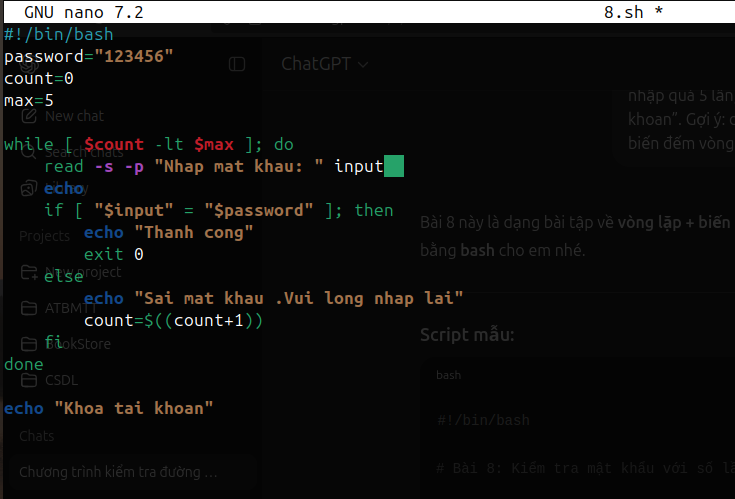 GNU nano 7.2 8.sh *
#!/bin/bash
password="123456"
count=0
max=5
while [ $count -lt $max ]; do
read -s -p "Nhap mat khau: " input
echo
if [ "$input" = "$password" ]; then
echo "Thanh cong"
exit 0
else
echo "Sai mat khau .Vui long nhap lai"
count=$((count+1))
fi
done
echo "Khoa tai khoan"
ChatGPT
New chat
Search chats
Projects
New project
ATBMTT
BookStore
CSDL
Chats
Chương trình kiểm tra đường ...
nhập quá 5 lần
khoan”. Gợi ý:
biến đếm vòng
Bài 8 này là dạng bài tập về vòng lặp + biến
bằng bash cho em nhé.
Script mẫu:
bash
#!/bin/bash
# Bài 8: Kiểm tra mật khẩu với số